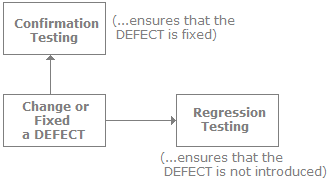 Confirmation
Testing
(...ensures that the
DEFECT is fixed)
Change or
Fixed
a DEFECT
Regression
Testing
(...ensures that the
DEFECT is not introduced)